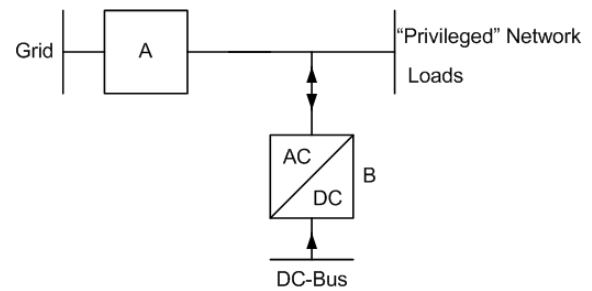 Grid
A
“Privileged” Network
Loads
AC
DC
B
DC-Bus